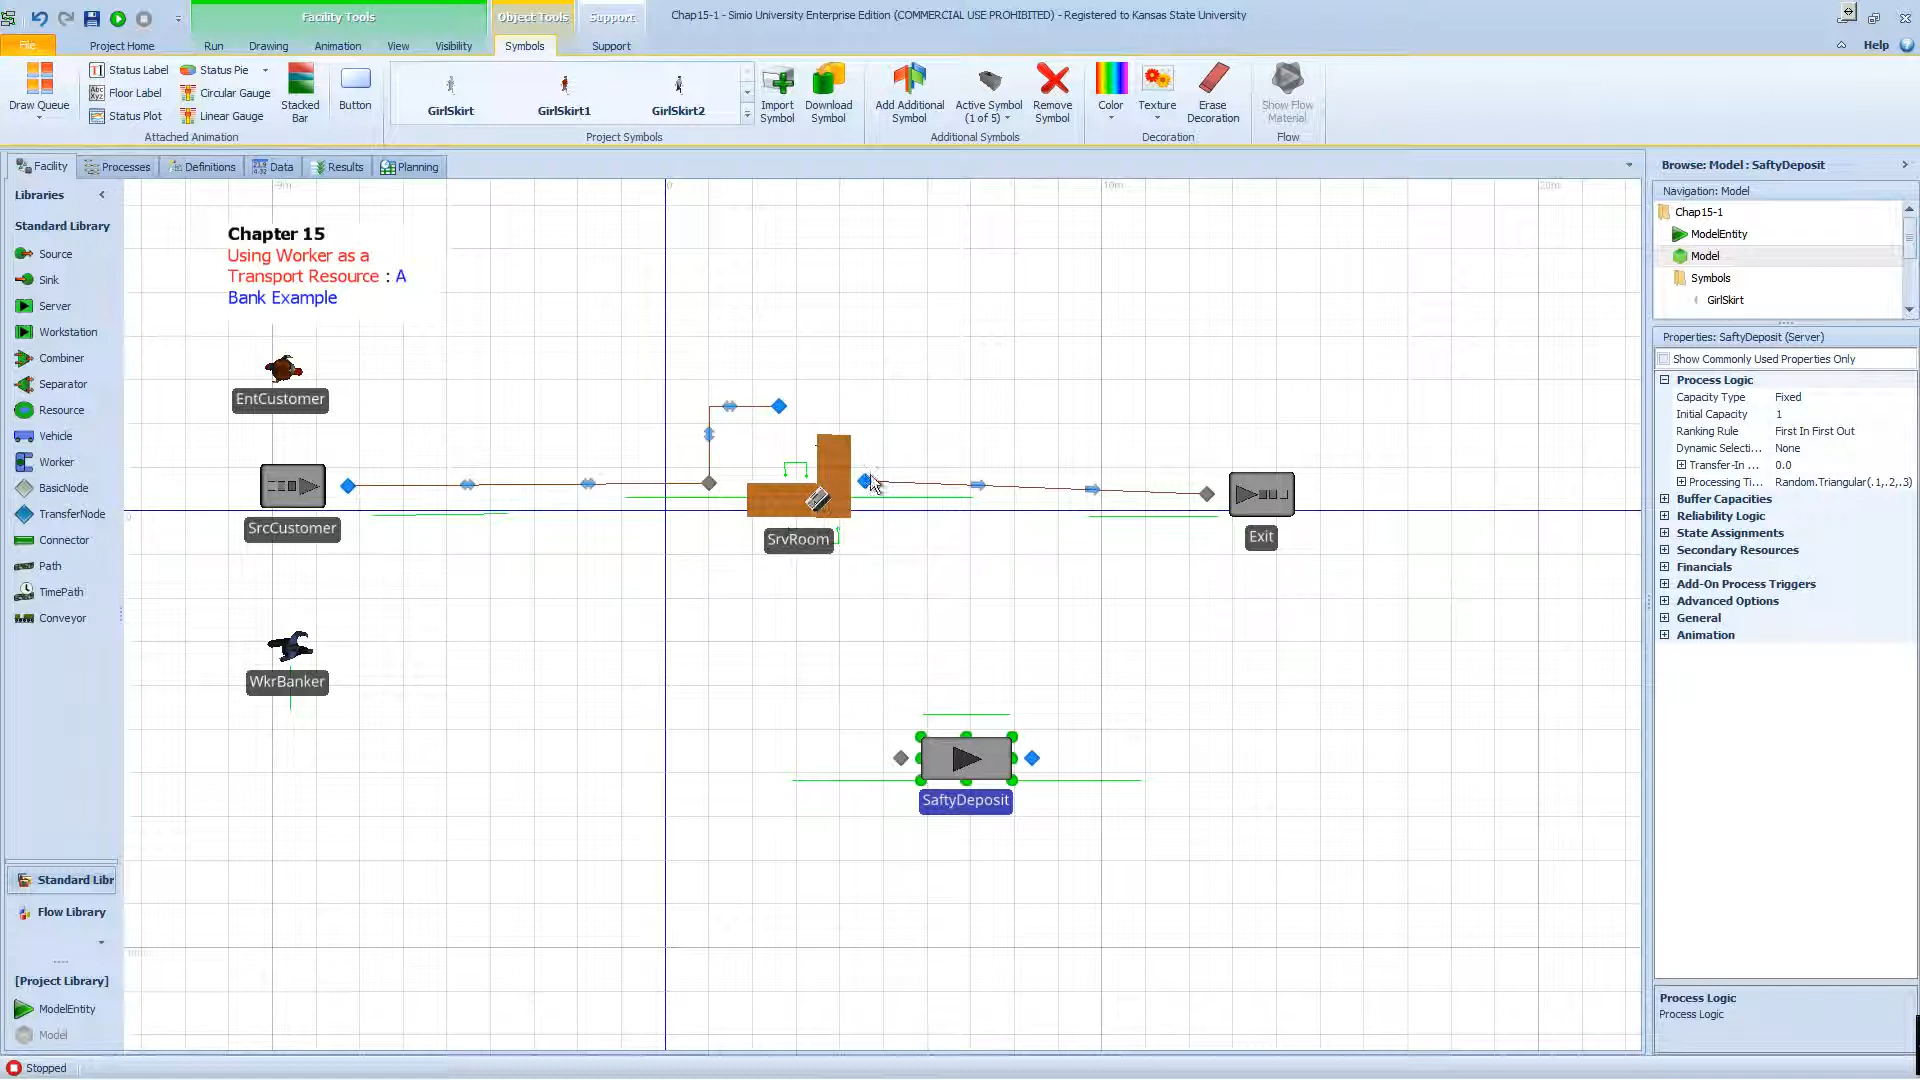 Facility Tools
Object Tools
Support
Chap15-1 - Simio University Enterprise Edition (COMMERCIAL USE PROHIBITED) - Registered to Kansas State University
File
Project Home
Run
Drawing
Animation
View
Visibility
Symbols
Support
Help
Draw Queue
Status Label
Floor Label
Status Plot
Status Pie
Circular Gauge
Linear Gauge
Stacked Bar
Button
Attached Animation
GirlSkirt
GirlSkirt1
GirlSkirt2
Project Symbols
Import Symbol
Download Symbol
Add Additional Symbol
Active Symbol (1 of 5)
Remove Symbol
Additional Symbols
Color
Texture
Erase Decoration
Decoration
Show Flow Material
Flow
Facility
Processes
Definitions
Data
Results
Planning
Libraries
Standard Library
Source
Sink
Server
Workstation
Combiner
Separator
Resource
Vehicle
Worker
BasicNode
TransferNode
Connector
Path
TimePath
Conveyor
Standard Libr
Flow Library
[Project Library]
ModelEntity
Model
Stopped
0
10m
20m
Chapter 15
Using Worker as a
Transport Resource : A
Bank Example
EntCustomer
SrcCustomer
WkrBanker
SrvRoom
Exit
SaftyDeposit
Browse: Model : SaftyDeposit
Navigation: Model
Chap15-1
ModelEntity
Model
Symbols
GirlSkirt
Properties: SaftyDeposit (Server)
Show Commonly Used Properties Only
Process Logic
Capacity Type Fixed
Initial Capacity 1
Ranking Rule First In First Out
Dynamic Selecti... None
Transfer-In ... 0.0
Processing Ti... Random.Triangular(.1,.2,.3)
Buffer Capacities
Reliability Logic
State Assignments
Secondary Resources
Financials
Add-On Process Triggers
Advanced Options
General
Animation
Process Logic
Process Logic